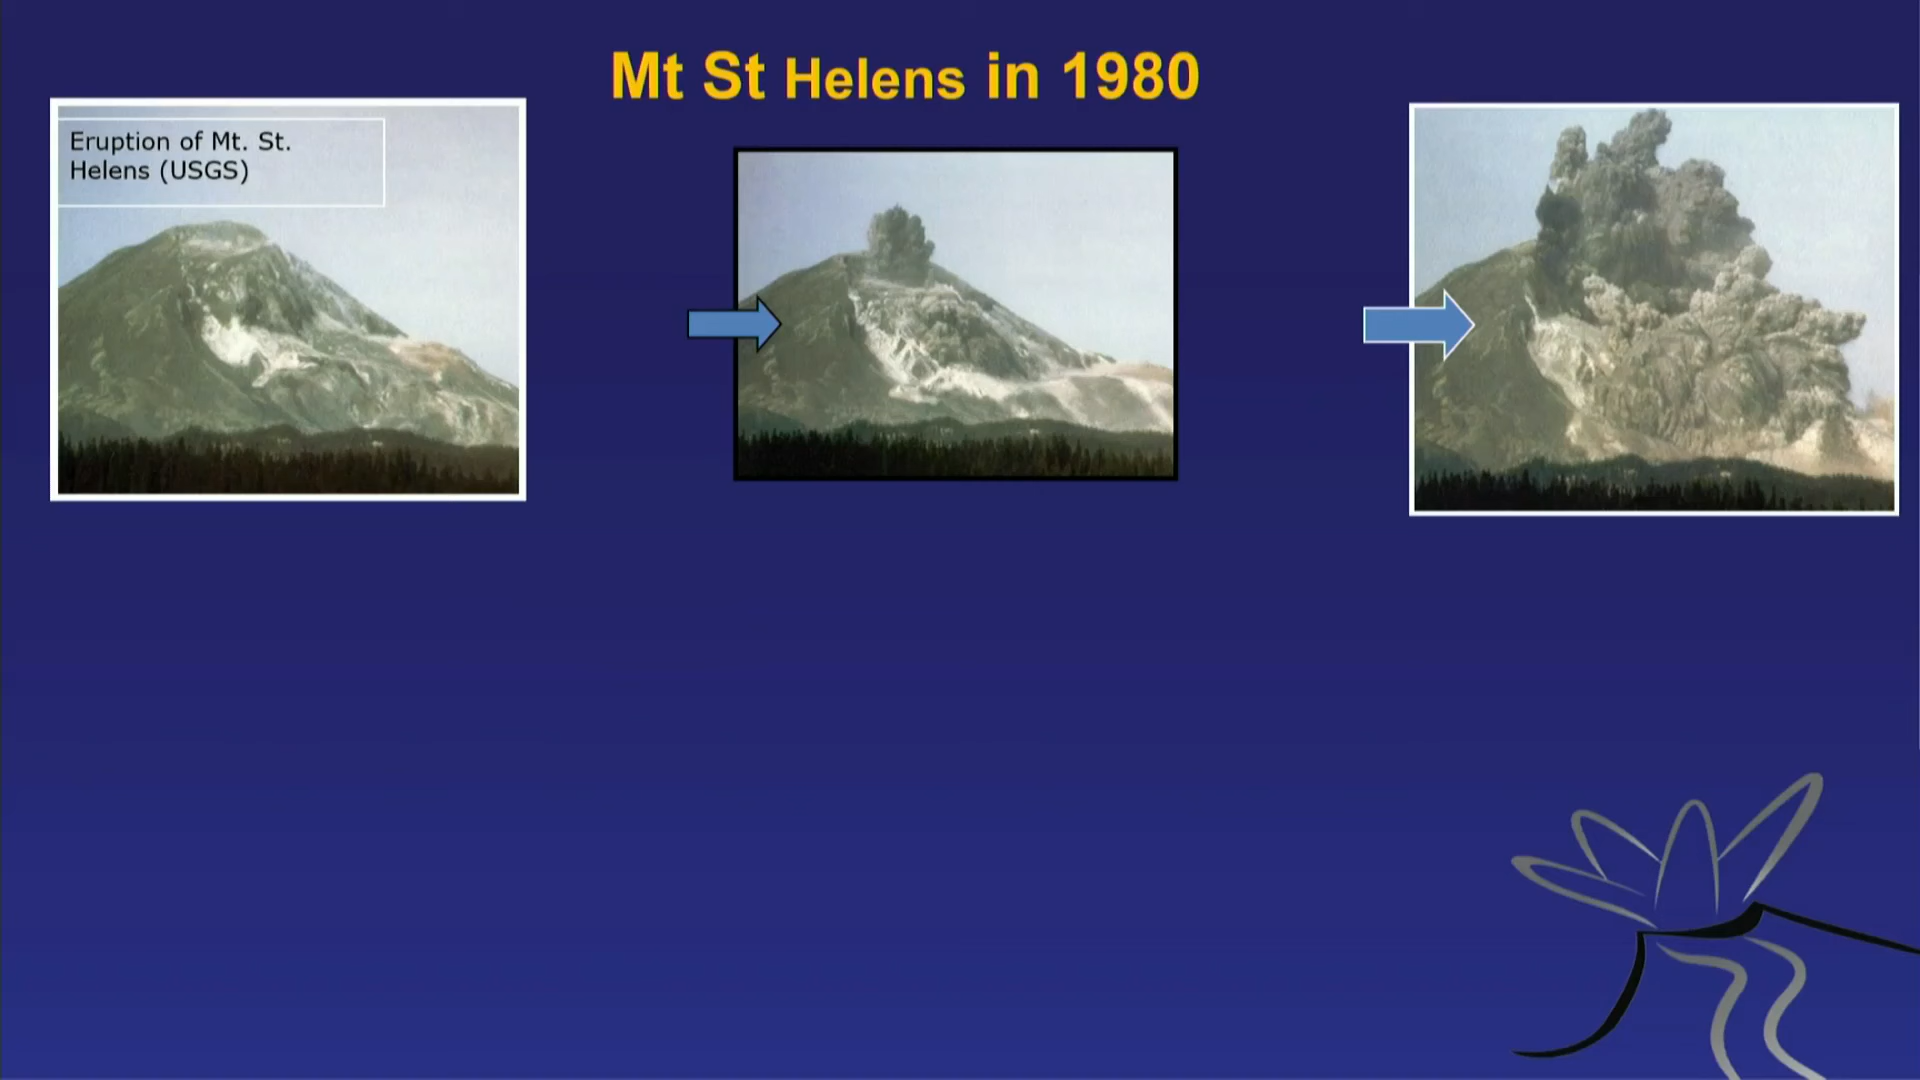 Mt St Helens in 1980
Eruption of Mt. St.
Helens (USGS)